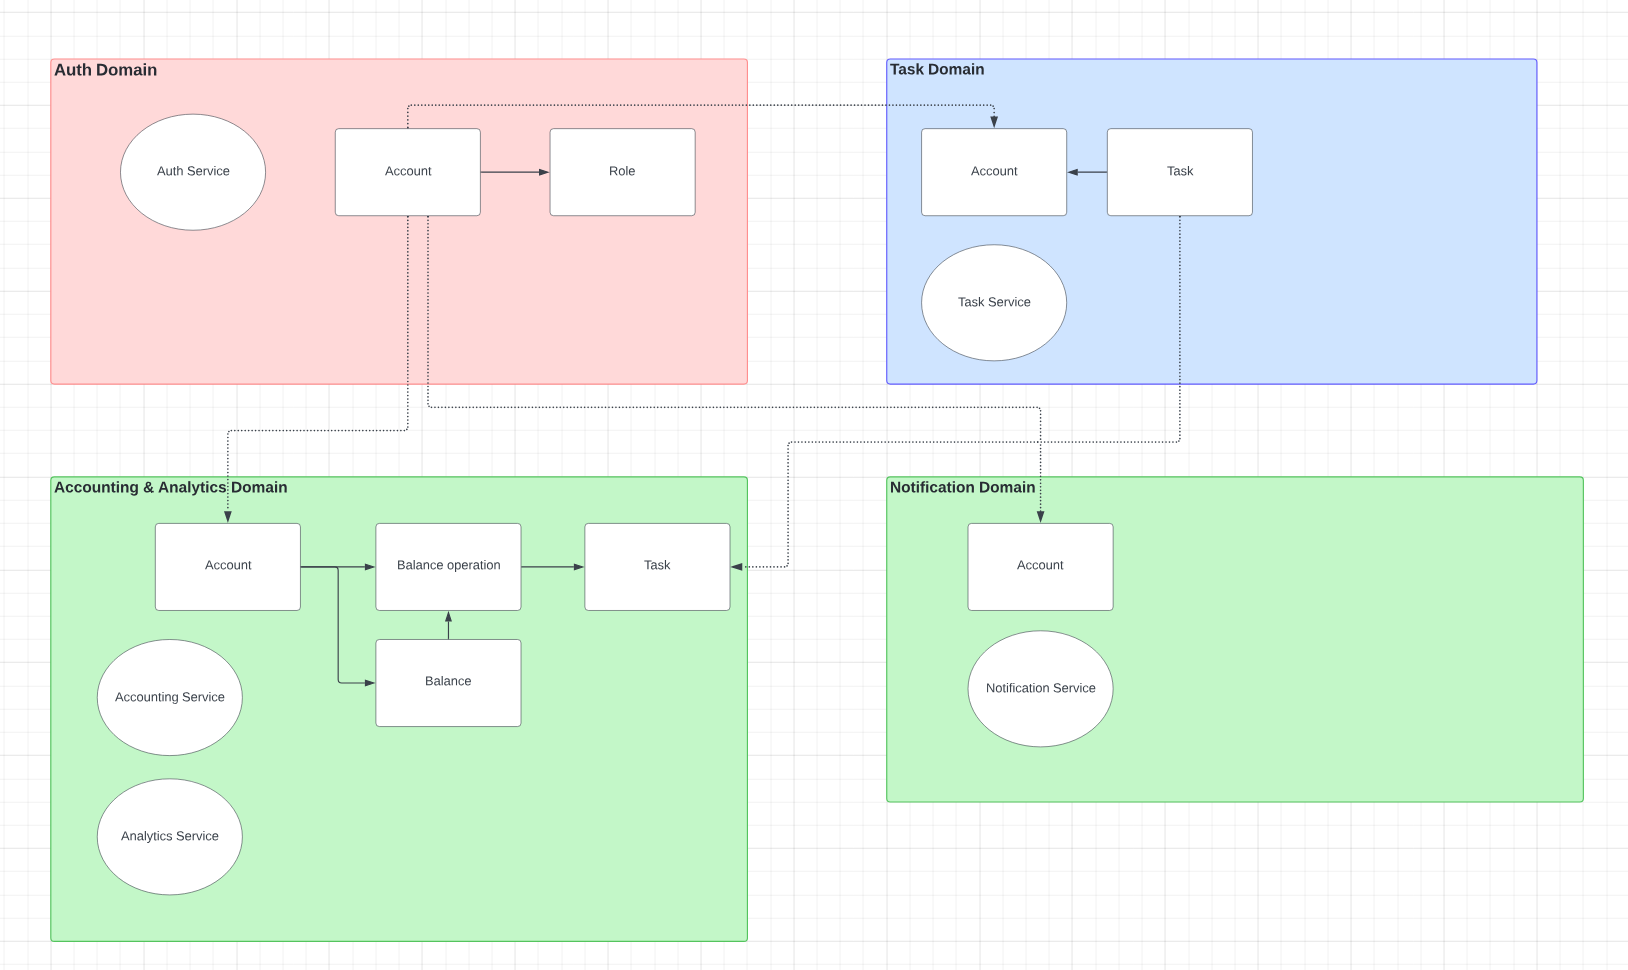 Auth Domain
Auth Service
Account
Role
Task Domain
Account
Task
Task Service
Accounting & Analytics Domain
Account
Balance operation
Task
Balance
Accounting Service
Analytics Service
Notification Domain
Account
Notification Service